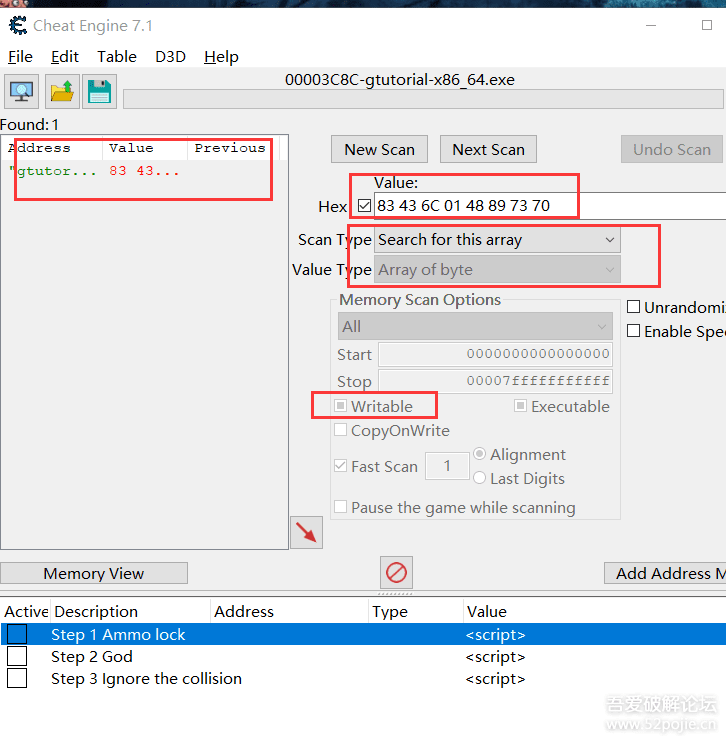 Cheat Engine 7.1
File Edit Table D3D Help
00003C8C-gtutorial-x86_64.exe
Found: 1
Address Value Previous
"gtutor... 83 43...
New Scan Next Scan Undo Scan
Value:
Hex 83 43 6C 01 48 89 73 70
Scan Type Search for this array
Value Type Array of byte
Memory Scan Options
All
Unrandomiz
Start 0000000000000000
Enable Spee
Stop 00007fffffffffff
Writable Executable
CopyOnWrite
Fast Scan 1 Alignment
Last Digits
Pause the game while scanning
Memory View
Add Address M
Active Description Address Type Value
Step 1 Ammo lock <script>
Step 2 God <script>
Step 3 Ignore the collision <script>
吾爱破解论坛
www.52pojie.cn